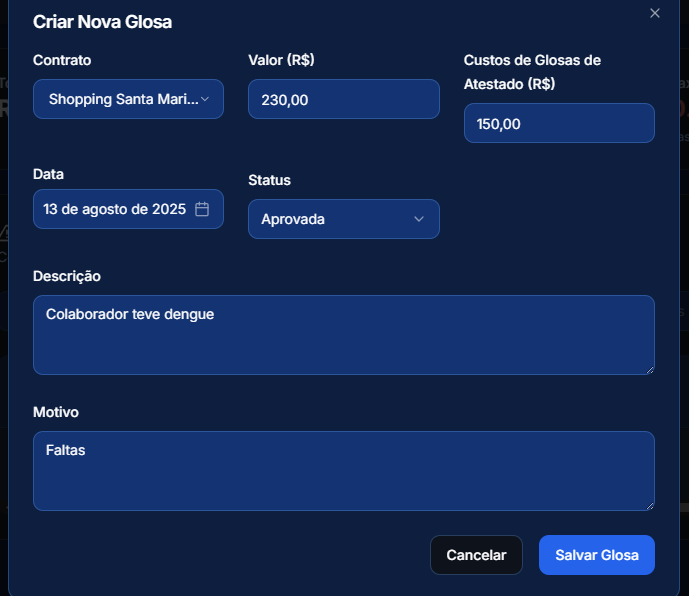 Criar Nova Glosa
Contrato
Valor (R$)
Custos de Glosas de
Atestado (R$)
Shopping Santa Mari...
230,00
150,00
Data
Status
13 de agosto de 2025
Aprovada
Descrição
Colaborador teve dengue
Motivo
Faltas
Cancelar
Salvar Glosa